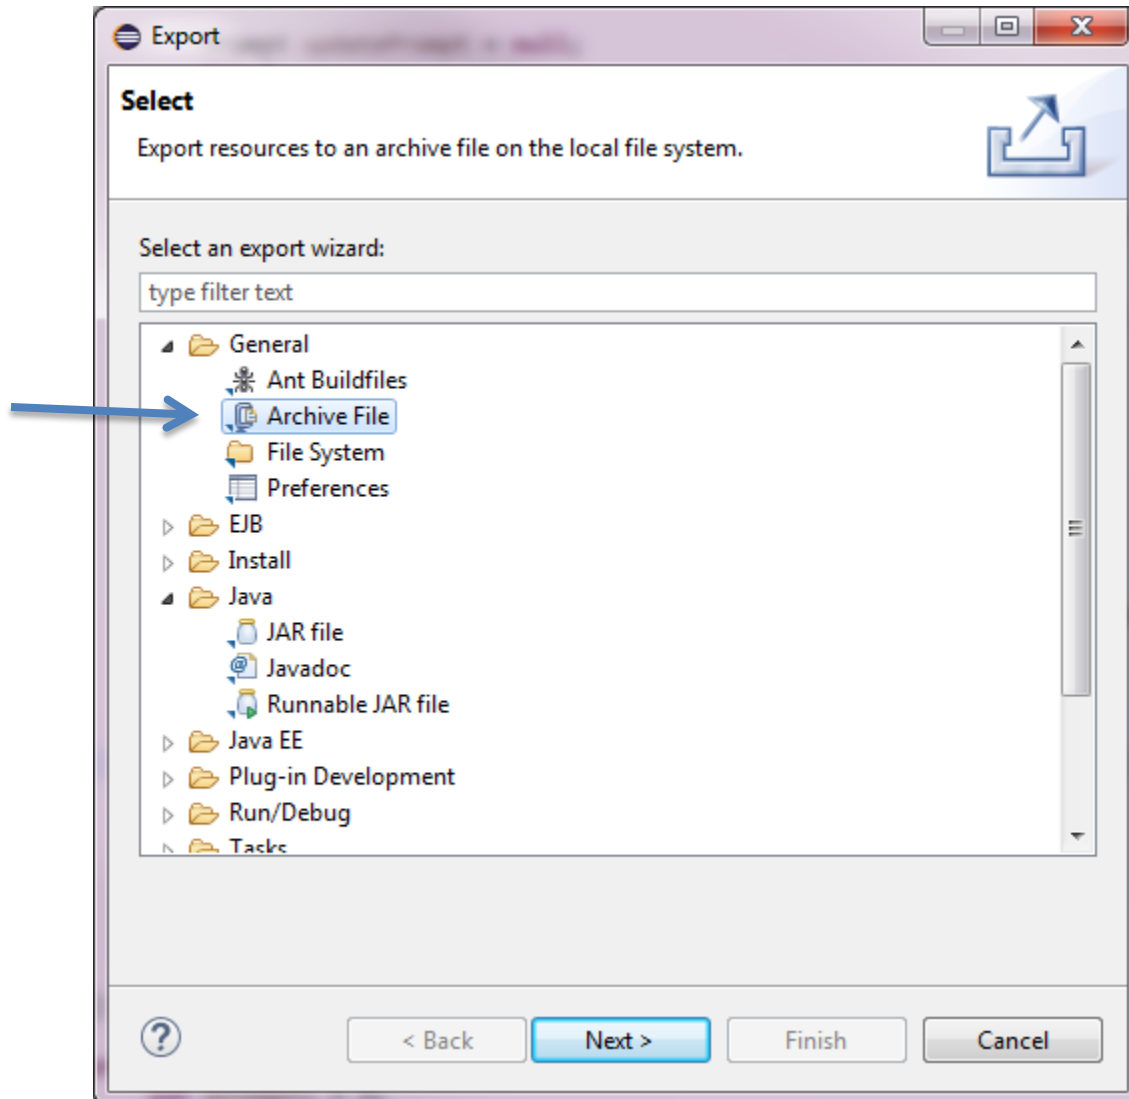 Export
Select
Export resources to an archive file on the local file system.
Select an export wizard:
type filter text
General
Ant Buildfiles
Archive File
File System
Preferences
EJB
Install
Java
JAR file
Javadoc
Runnable JAR file
Java EE
Plug-in Development
Run/Debug
Tasks
< Back Next > Finish Cancel